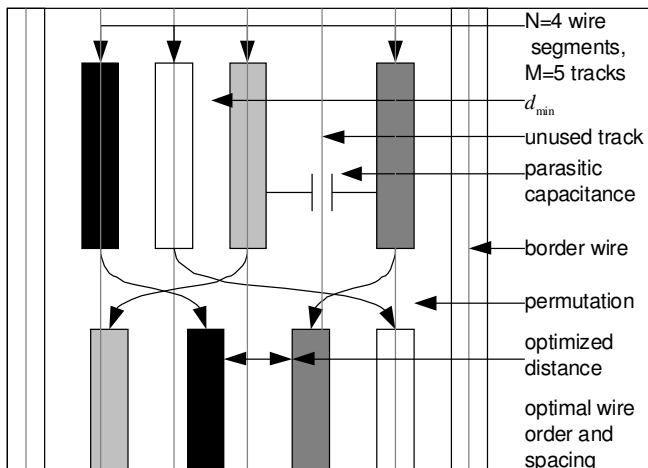 N=4 wire
segments,
M=5 tracks
d_min
unused track
parasitic
capacitance
border wire
permutation
optimized
distance
optimal wire
order and
spacing